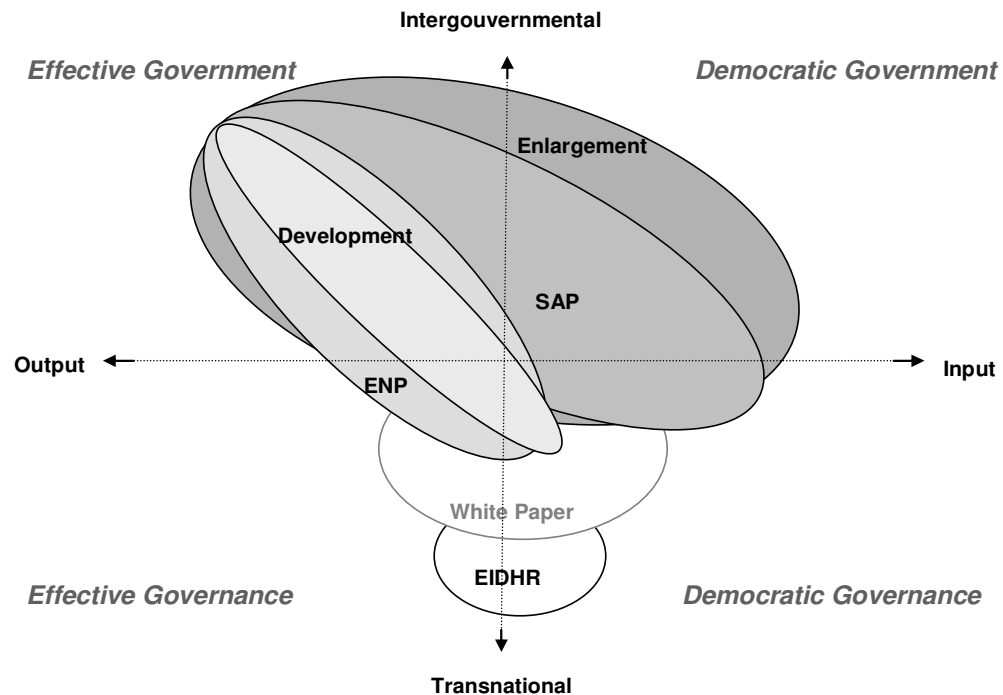 Intergouvernmental
Effective Government
Democratic Government
Enlargement
Development
SAP
Output
Input
ENP
White Paper
EIDHR
Effective Governance
Democratic Governance
Transnational